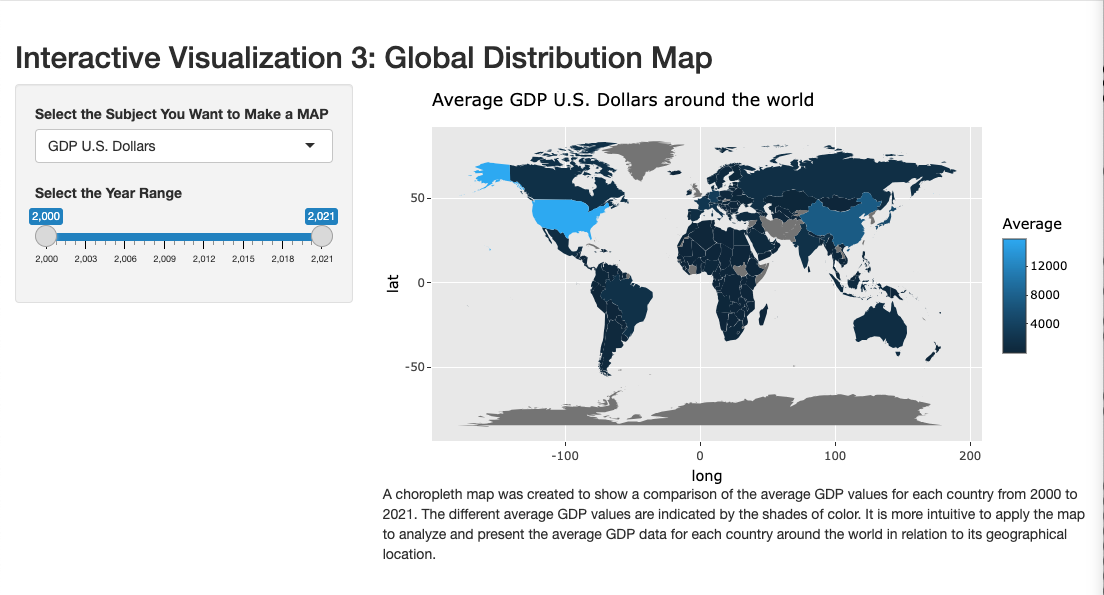 Interactive Visualization 3: Global Distribution Map
Select the Subject You Want to Make a MAP
GDP U.S. Dollars
Select the Year Range
2,000 2,021
2,000 2,003 2,006 2,009 2,012 2,015 2,018 2,021
Average GDP U.S. Dollars around the world
50
0
-50
lat
-100 0 100 200
long
Average
12000
8000
4000
A choropleth map was created to show a comparison of the average GDP values for each country from 2000 to
2021. The different average GDP values are indicated by the shades of color. It is more intuitive to apply the map
to analyze and present the average GDP data for each country around the world in relation to its geographical
location.